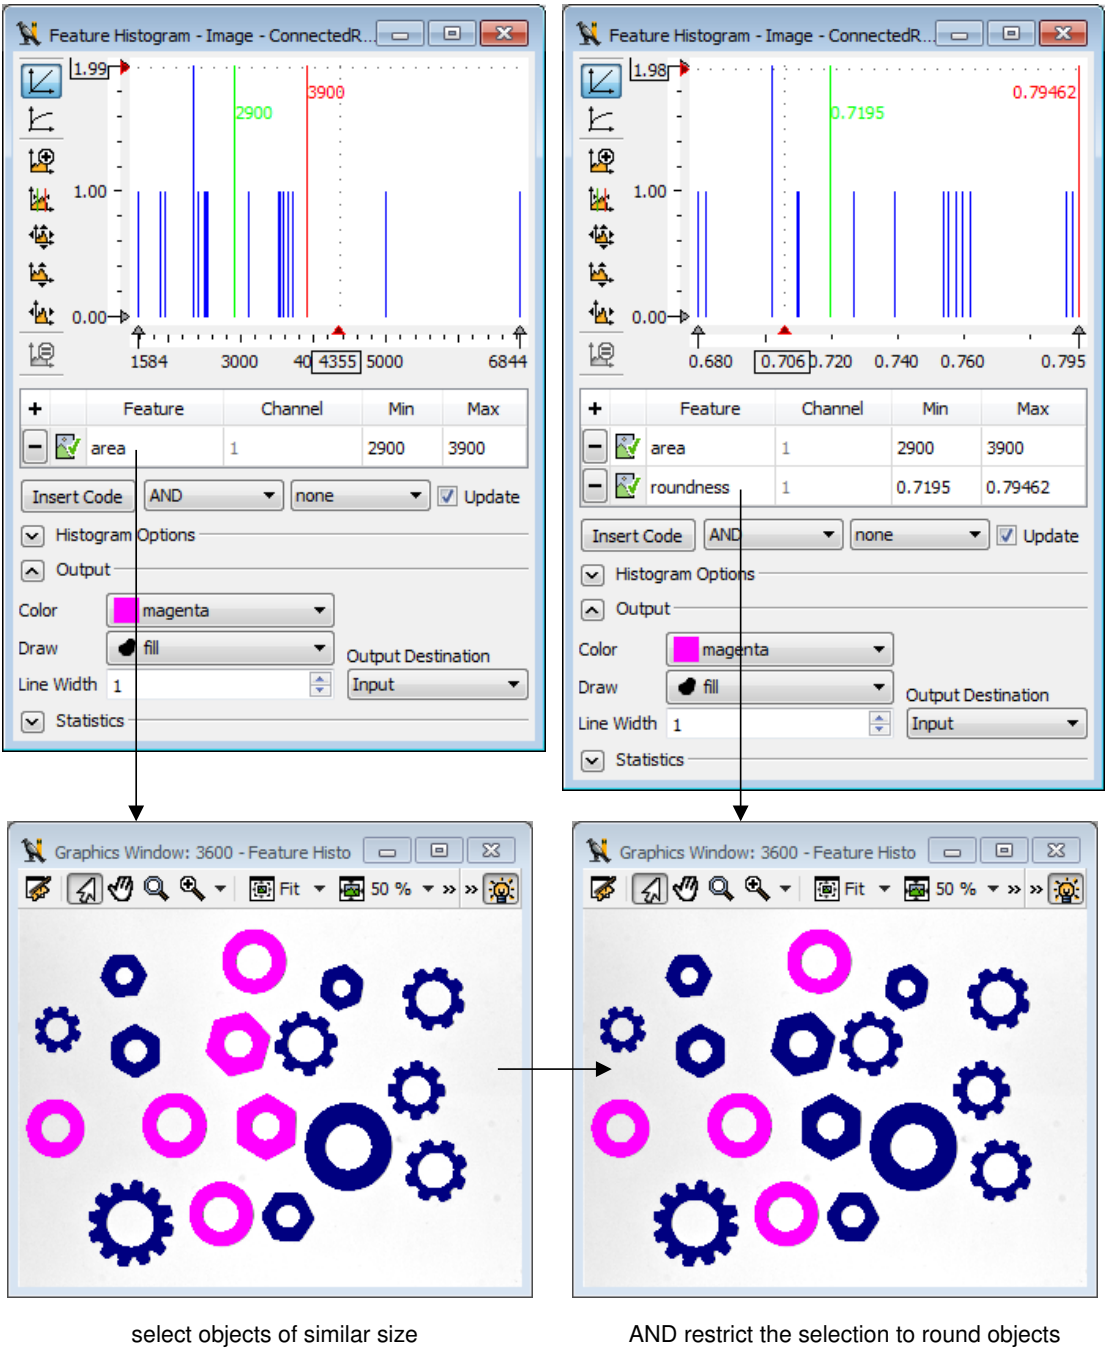 Feature Histogram - Image - ConnectedR...
1.99
3900
2900
1.00
0.00
1584 3000 40 4355 5000 6844
+ Feature Channel Min Max
− area 1 2900 3900
Insert Code AND none Update
Histogram Options
Output
Color magenta
Draw fill Output Destination
Line Width 1 Input
Statistics
Feature Histogram - Image - ConnectedR...
1.98
0.79462
0.7195
1.00
0.00
0.680 0.706 0.720 0.740 0.760 0.795
+ Feature Channel Min Max
− area 1 2900 3900
− roundness 1 0.7195 0.79462
Insert Code AND none Update
Histogram Options
Output
Color magenta
Draw fill Output Destination
Line Width 1 Input
Statistics
Graphics Window: 3600 - Feature Histo
Fit 50 % » »
Graphics Window: 3600 - Feature Histo
Fit 50 % » »
select objects of similar size
AND restrict the selection to round objects